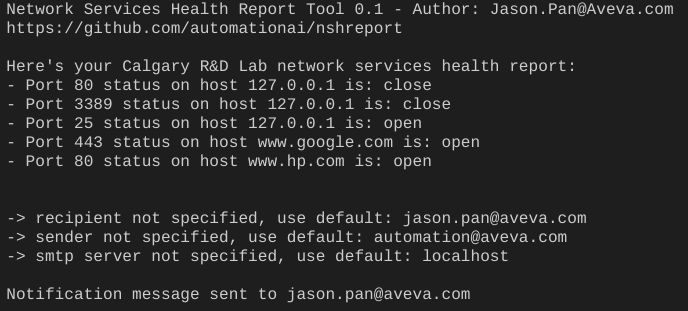 Network Services Health Report Tool 0.1 - Author: Jason.Pan@Aveva.com
https://github.com/automationai/nshreport
Here's your Calgary R&D Lab network services health report:
- Port 80 status on host 127.0.0.1 is: close
- Port 3389 status on host 127.0.0.1 is: close
- Port 25 status on host 127.0.0.1 is: open
- Port 443 status on host www.google.com is: open
- Port 80 status on host www.hp.com is: open
-> recipient not specified, use default: jason.pan@aveva.com
-> sender not specified, use default: automation@aveva.com
-> smtp server not specified, use default: localhost
Notification message sent to jason.pan@aveva.com